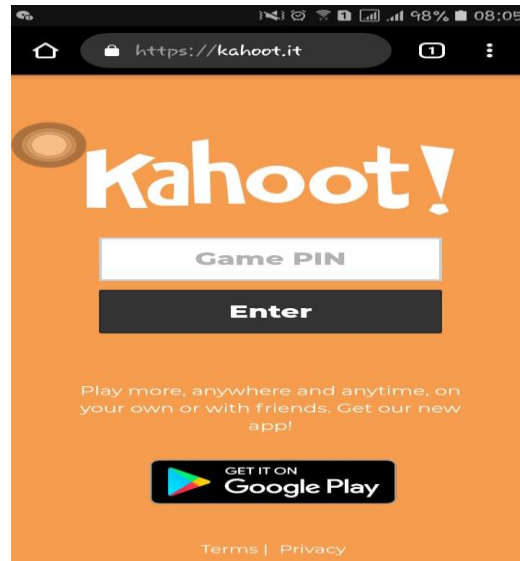 98% 08:05
https://kahoot.it
1
Kahoot!
Game PIN
Enter
Play more, anywhere and anytime, on
your own or with friends. Get our new
app!
GET IT ON
Google Play
Terms | Privacy